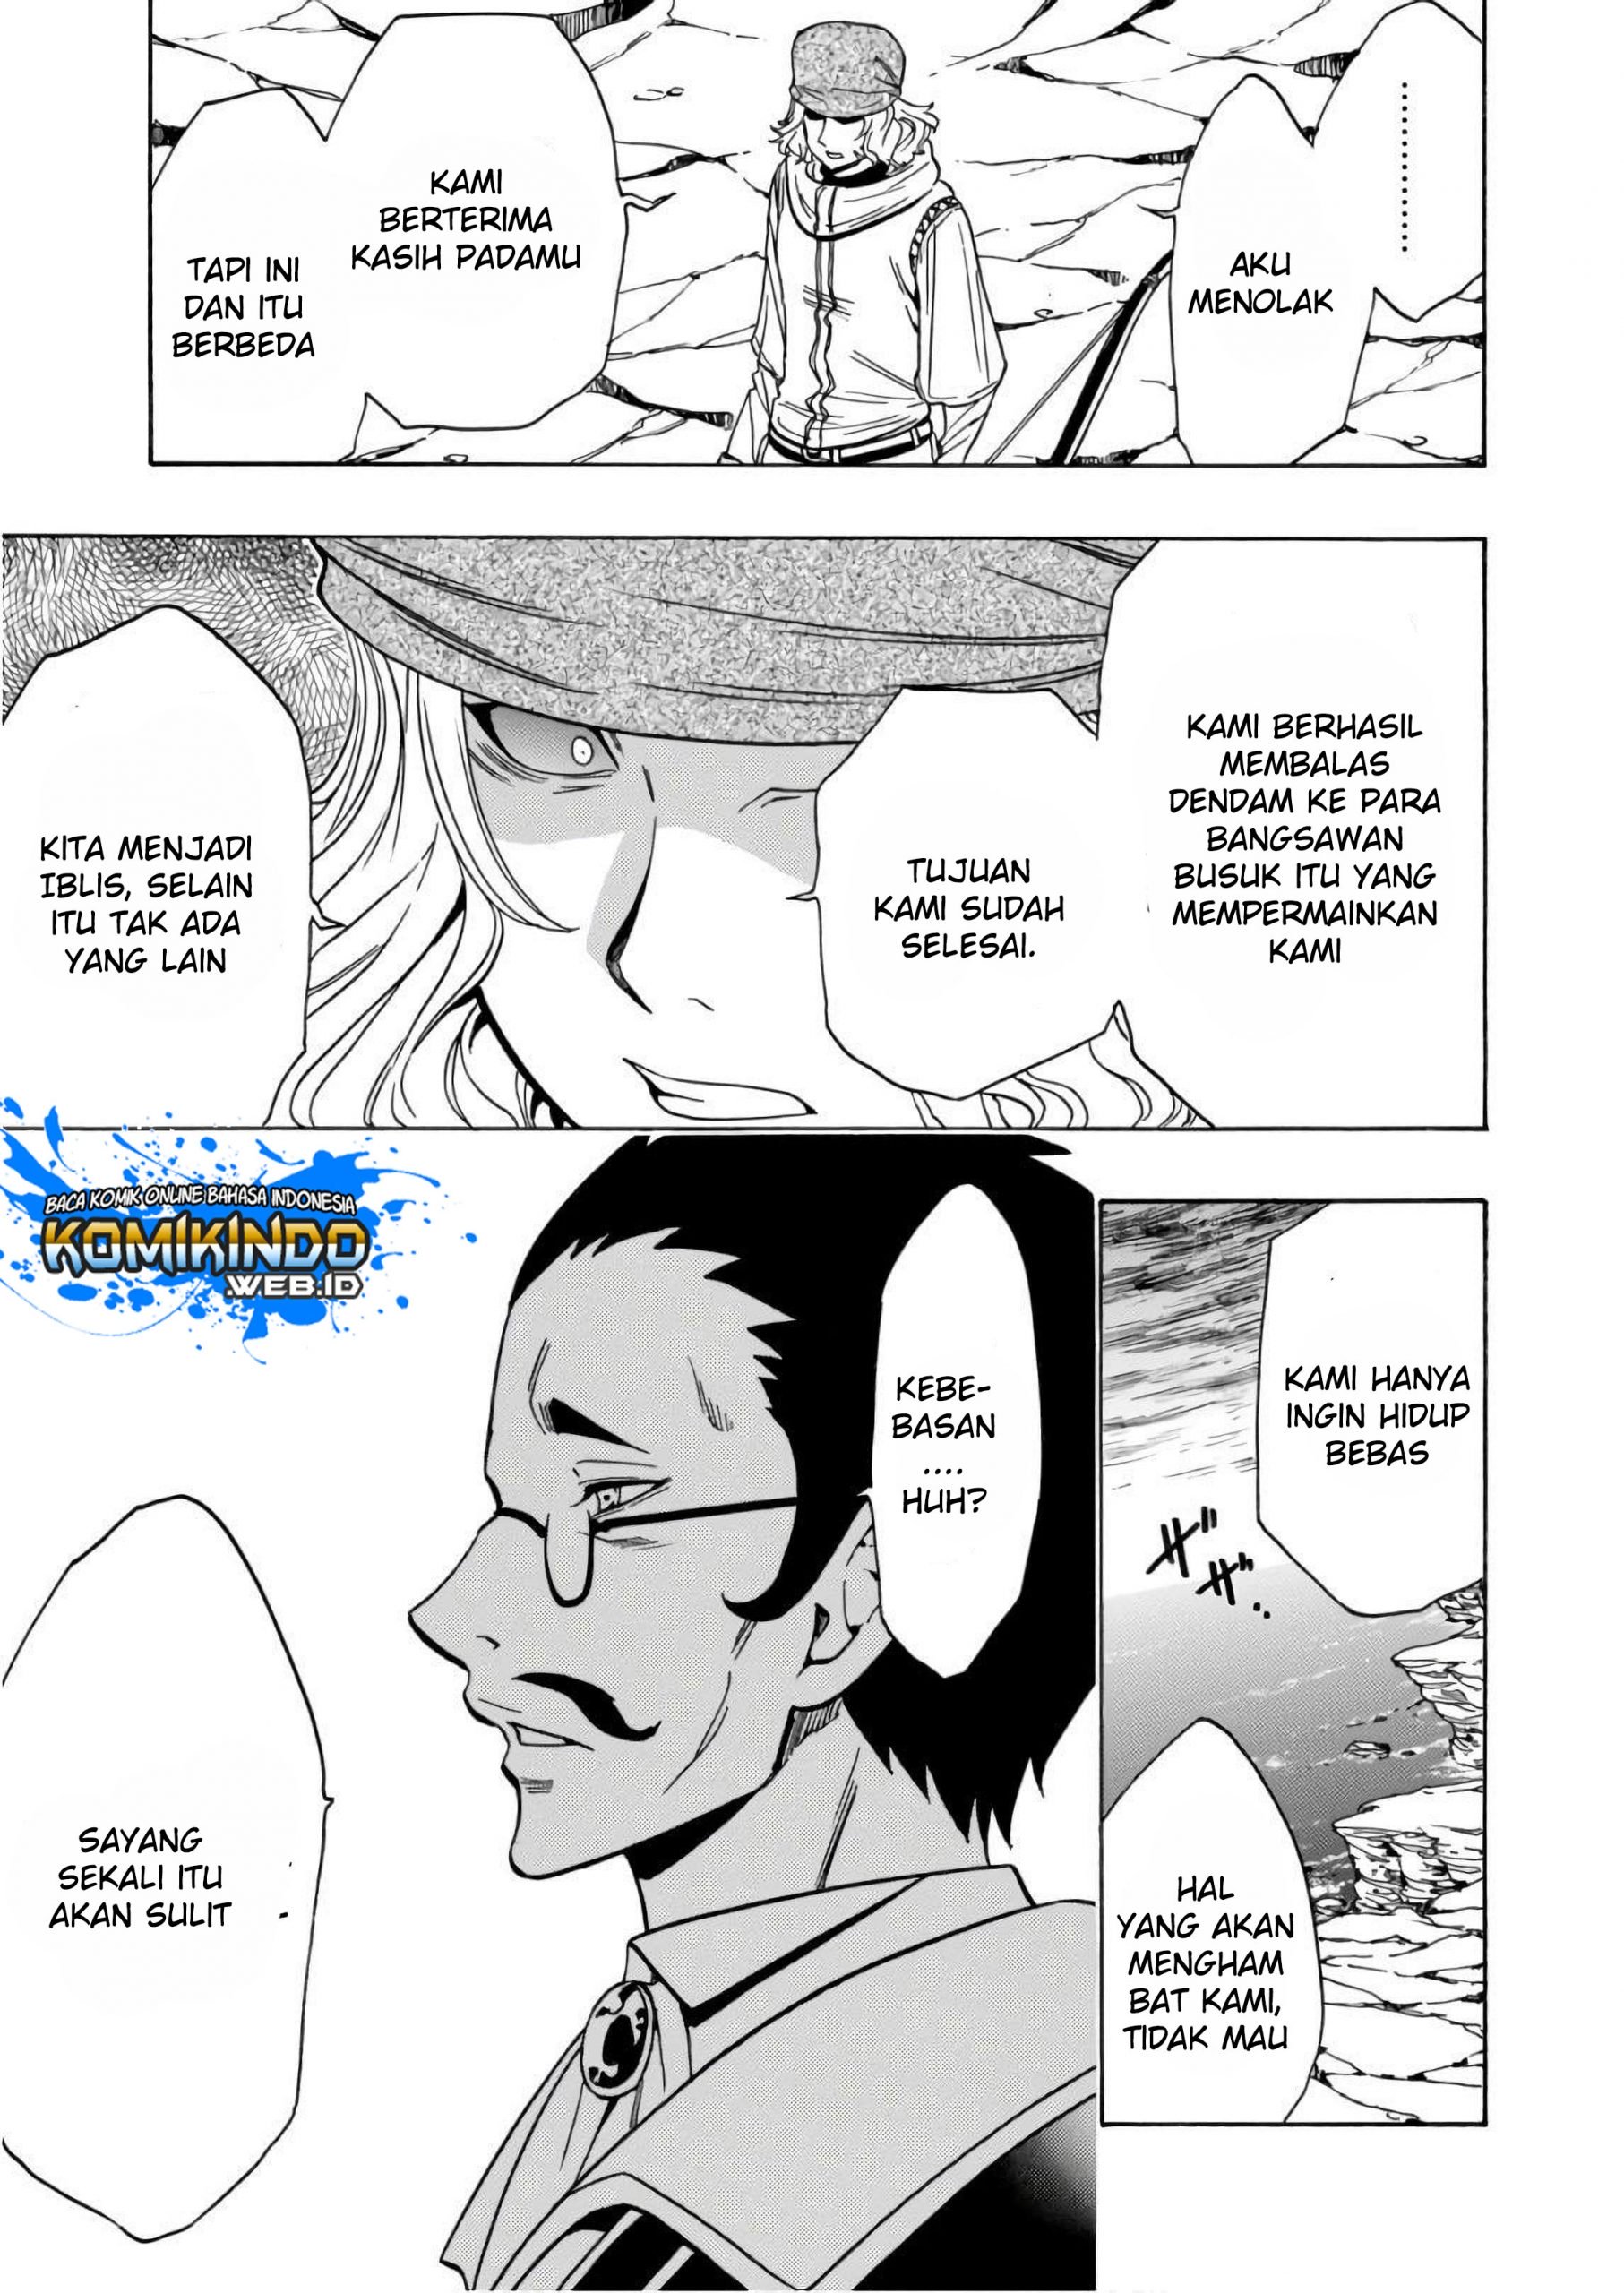 ..........
AKU
MENOLAK
KAMI
BERTERIMA
KASIH PADAMU
TAPI INI
DAN ITU
BERBEDA
KAMI BERHASIL
MEMBALAS
DENDAM KE PARA
BANGSAWAN
BUSUK ITU YANG
MEMPERMAINKAN
KAMI
TUJUAN
KAMI SUDAH
SELESAI.
KITA MENJADI
IBLIS, SELAIN
ITU TAK ADA
YANG LAIN
KAMI HANYA
INGIN HIDUP
BEBAS
ザ
ザ..
HAL
YANG AKAN
MENGHAM
BAT KAMI,
TIDAK MAU
KEBE-
BASAN
....
HUH?
SAYANG
SEKALI ITU
AKAN SULIT
BACA KOMIK ONLINE BAHASA INDONESIA
KOMIKINDO
.WEB.ID